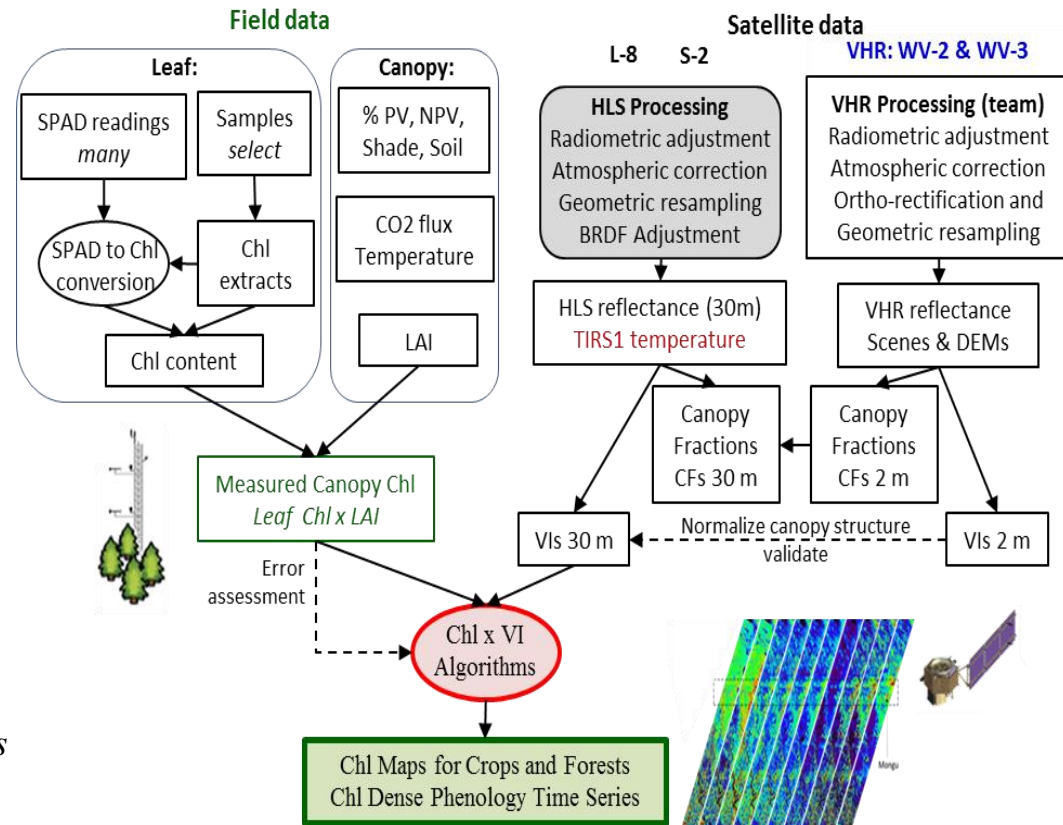 Field data
Satellite data
Leaf:
Canopy:
L-8 S-2
VHR: WV-2 & WV-3
SPAD readings
many
Samples
select
% PV, NPV,
Shade, Soil
HLS Processing
Radiometric adjustment
Atmospheric correction
Geometric resampling
BRDF Adjustment
VHR Processing (team)
Radiometric adjustment
Atmospheric correction
Ortho-rectification and
Geometric resampling
SPAD to Chl
conversion
Chl
extracts
CO2 flux
Temperature
HLS reflectance (30m)
TIRS1 temperature
VHR reflectance
Scenes & DEMs
Chl content
LAI
Canopy
Fractions
CFs 30 m
Canopy
Fractions
CFs 2 m
Measured Canopy Chl
Leaf Chl x LAI
VIs 30 m
Normalize canopy structure
validate
VIs 2 m
Error
assessment
Chl x VI
Algorithms
Mongu
s
Chl Maps for Crops and Forests
Chl Dense Phenology Time Series